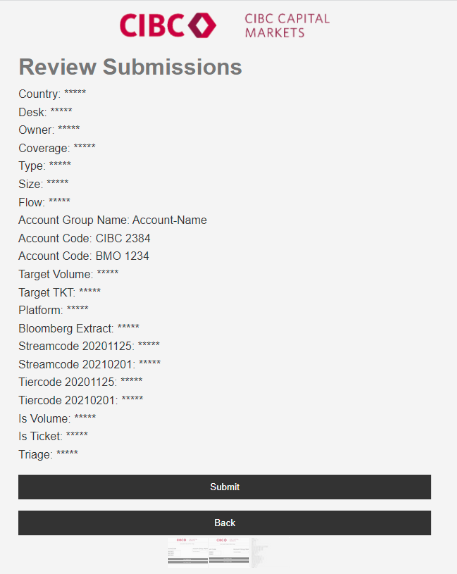 CIBC
CIBC CAPITAL
MARKETS
Review Submissions
Country: *****
Desk: *****
Owner: *****
Coverage: *****
Type: *****
Size: *****
Flow: *****
Account Group Name: Account-Name
Account Code: CIBC 2384
Account Code: BMO 1234
Target Volume: *****
Target TKT: *****
Platform: *****
Bloomberg Extract: *****
Streamcode 20201125: *****
Streamcode 20210201: *****
Tiercode 20201125: *****
Tiercode 20210201: *****
Is Volume: *****
Is Ticket: *****
Triage: *****
Submit
Back